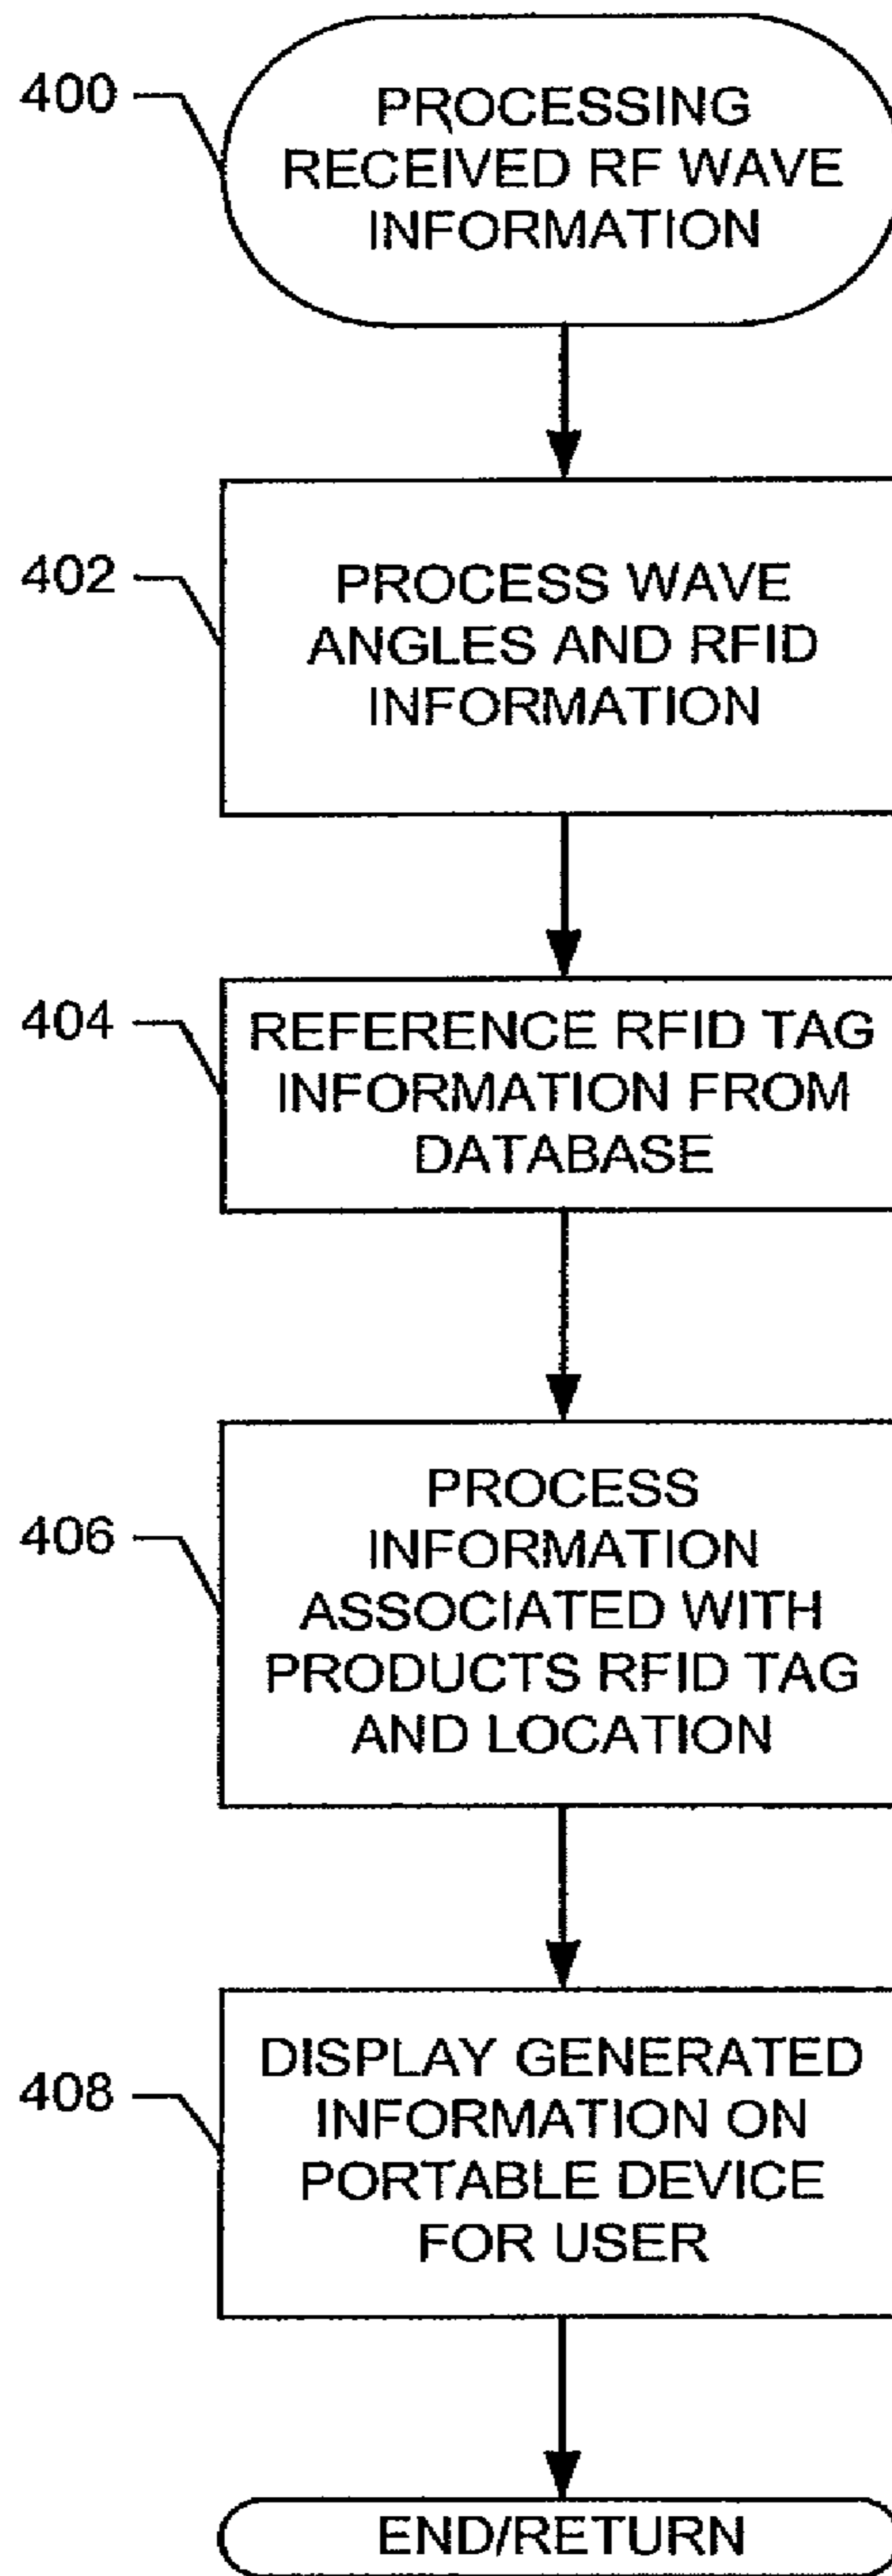 400
PROCESSING
RECEIVED RF WAVE
INFORMATION
402
PROCESS WAVE
ANGLES AND RFID
INFORMATION
404
REFERENCE RFID TAG
INFORMATION FROM
DATABASE
406
PROCESS
INFORMATION
ASSOCIATED WITH
PRODUCTS RFID TAG
AND LOCATION
408
DISPLAY GENERATED
INFORMATION ON
PORTABLE DEVICE
FOR USER
END/RETURN